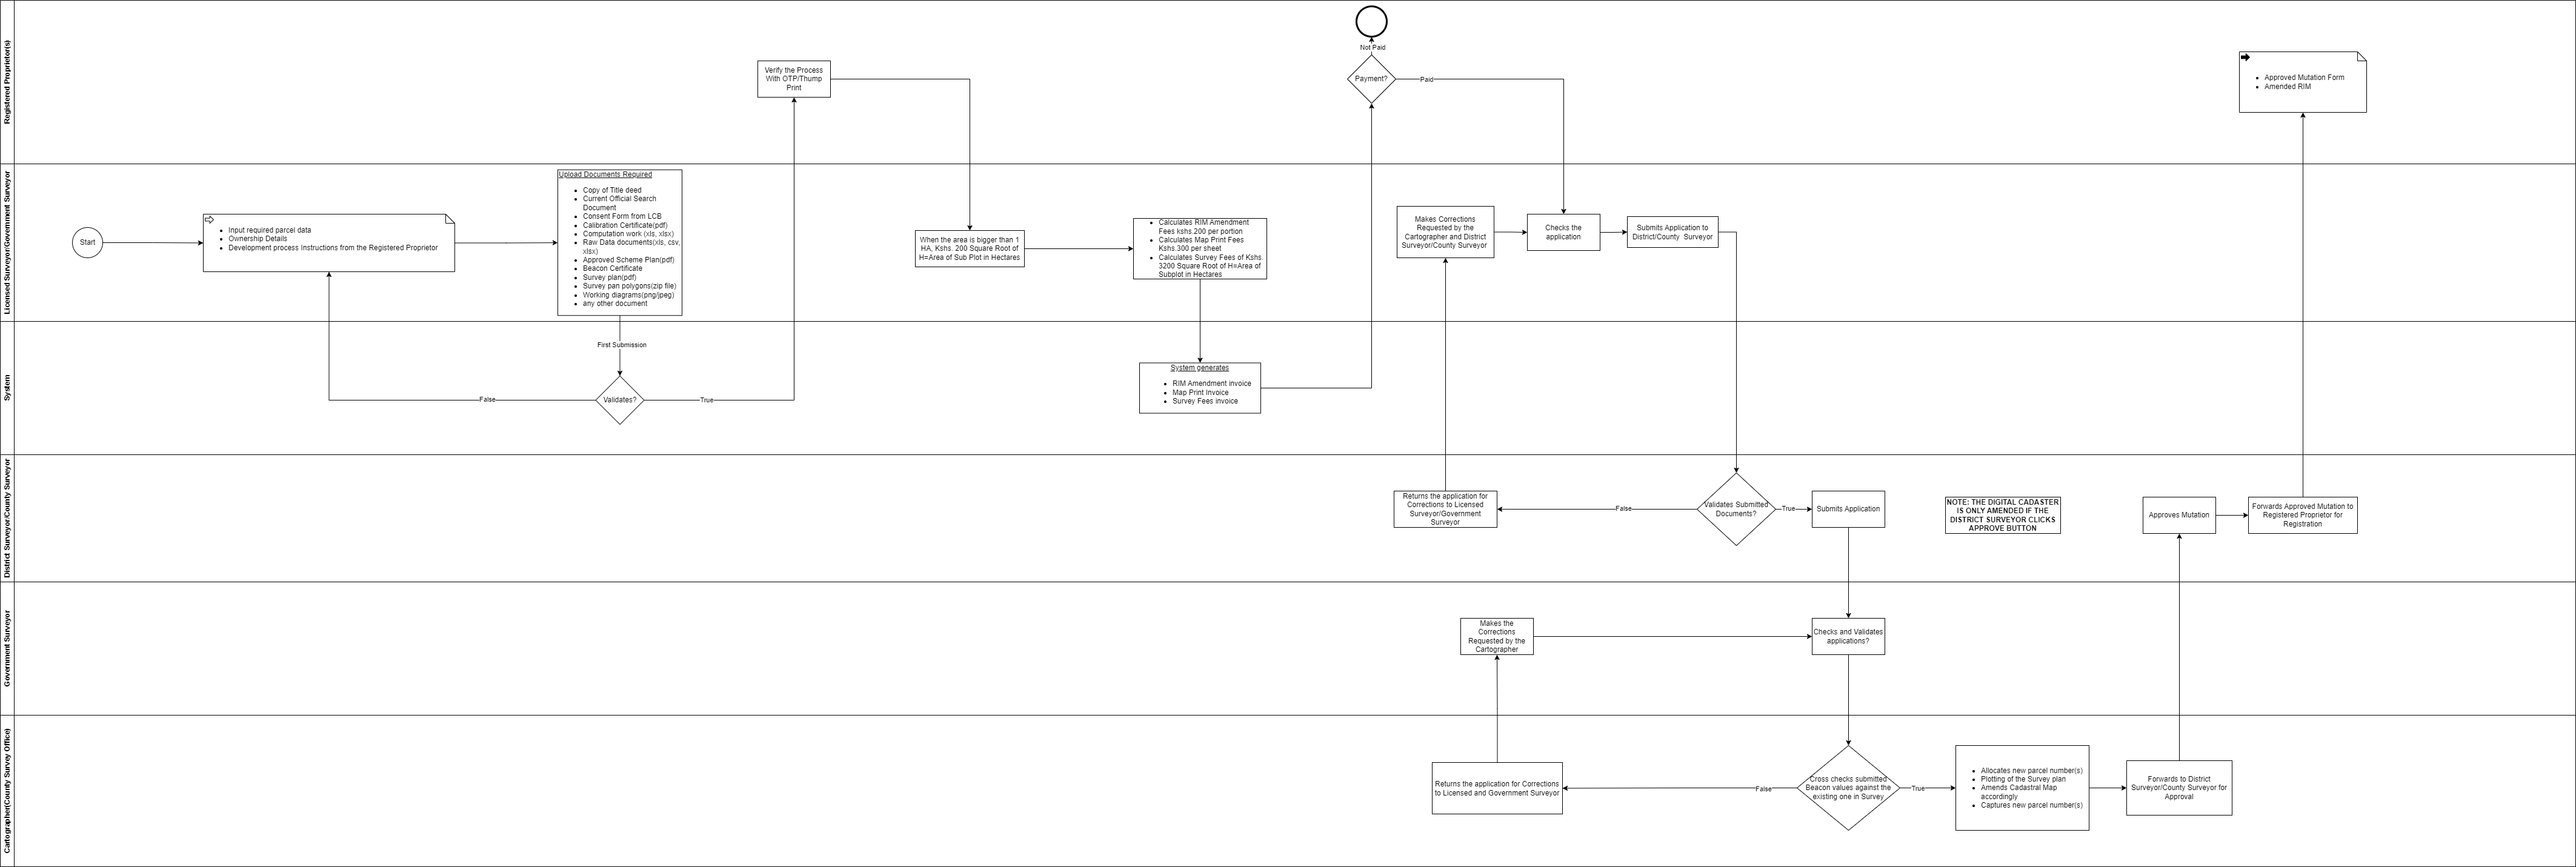 Registered Proprietor(s)
Not Paid
Payment?
Paid
Verify the Process
With OTP/Thump
Print
Approved Mutation Form
Amended RIM
Licensed Surveyor/Government Surveyor
Start
Input required parcel data
Ownership Details
Development process Instructions from the Registered Proprietor
Upload Documents Required
Copy of Title deed
Current Official Search
Document
Consent Form from LCB
Calibration Certificate(pdf)
Computation work (xls, xlsx)
Raw Data documents(xls, csv,
xlsx)
Approved Scheme Plan(pdf)
Beacon Certificate
Survey plan(pdf)
Survey pan polygons(zip file)
Working diagrams(png/jpeg)
any other document
When the area is bigger than 1
HA, Kshs. 200 Square Root of
H=Area of Sub Plot in Hectares
Calculates RIM Amendment
Fees kshs.200 per portion
Calculates Map Print Fees
Kshs.300 per sheet
Calculates Survey Fees of Kshs.
3200 Square Root of H=Area of
Subplot in Hectares
Makes Corrections
Requested by the
Cartographer and District
Surveyor/County Surveyor
Checks the
application
Submits Application to
District/County Surveyor
System
First Submission
False
Validates?
True
System generates
RIM Amendment invoice
Map Print Invoice
Survey Fees invoice
District Surveyor/County Surveyor
Returns the application for
Corrections to Licensed
Surveyor/Government
Surveyor
False
Validates Submitted
Documents?
True
Submits Application
NOTE: THE DIGITAL CADASTER
IS ONLY AMENDED IF THE
DISTRICT SURVEYOR CLICKS
APPROVE BUTTON
Approves Mutation
Forwards Approved Mutation to
Registered Proprietor for
Registration
Government Surveyor
Makes the
Corrections
Requested by the
Cartographer
Checks and Validates
applications?
Cartographer(County Survey Office)
Returns the application for Corrections
to Licensed and Government Surveyor
False
Cross checks submitted
Beacon values against the
existing one in Survey
True
Allocates new parcel number(s)
Plotting of the Survey plan
Amends Cadastral Map
accordingly
Captures new parcel number(s)
Forwards to District
Surveyor/County Surveyor for
Approval